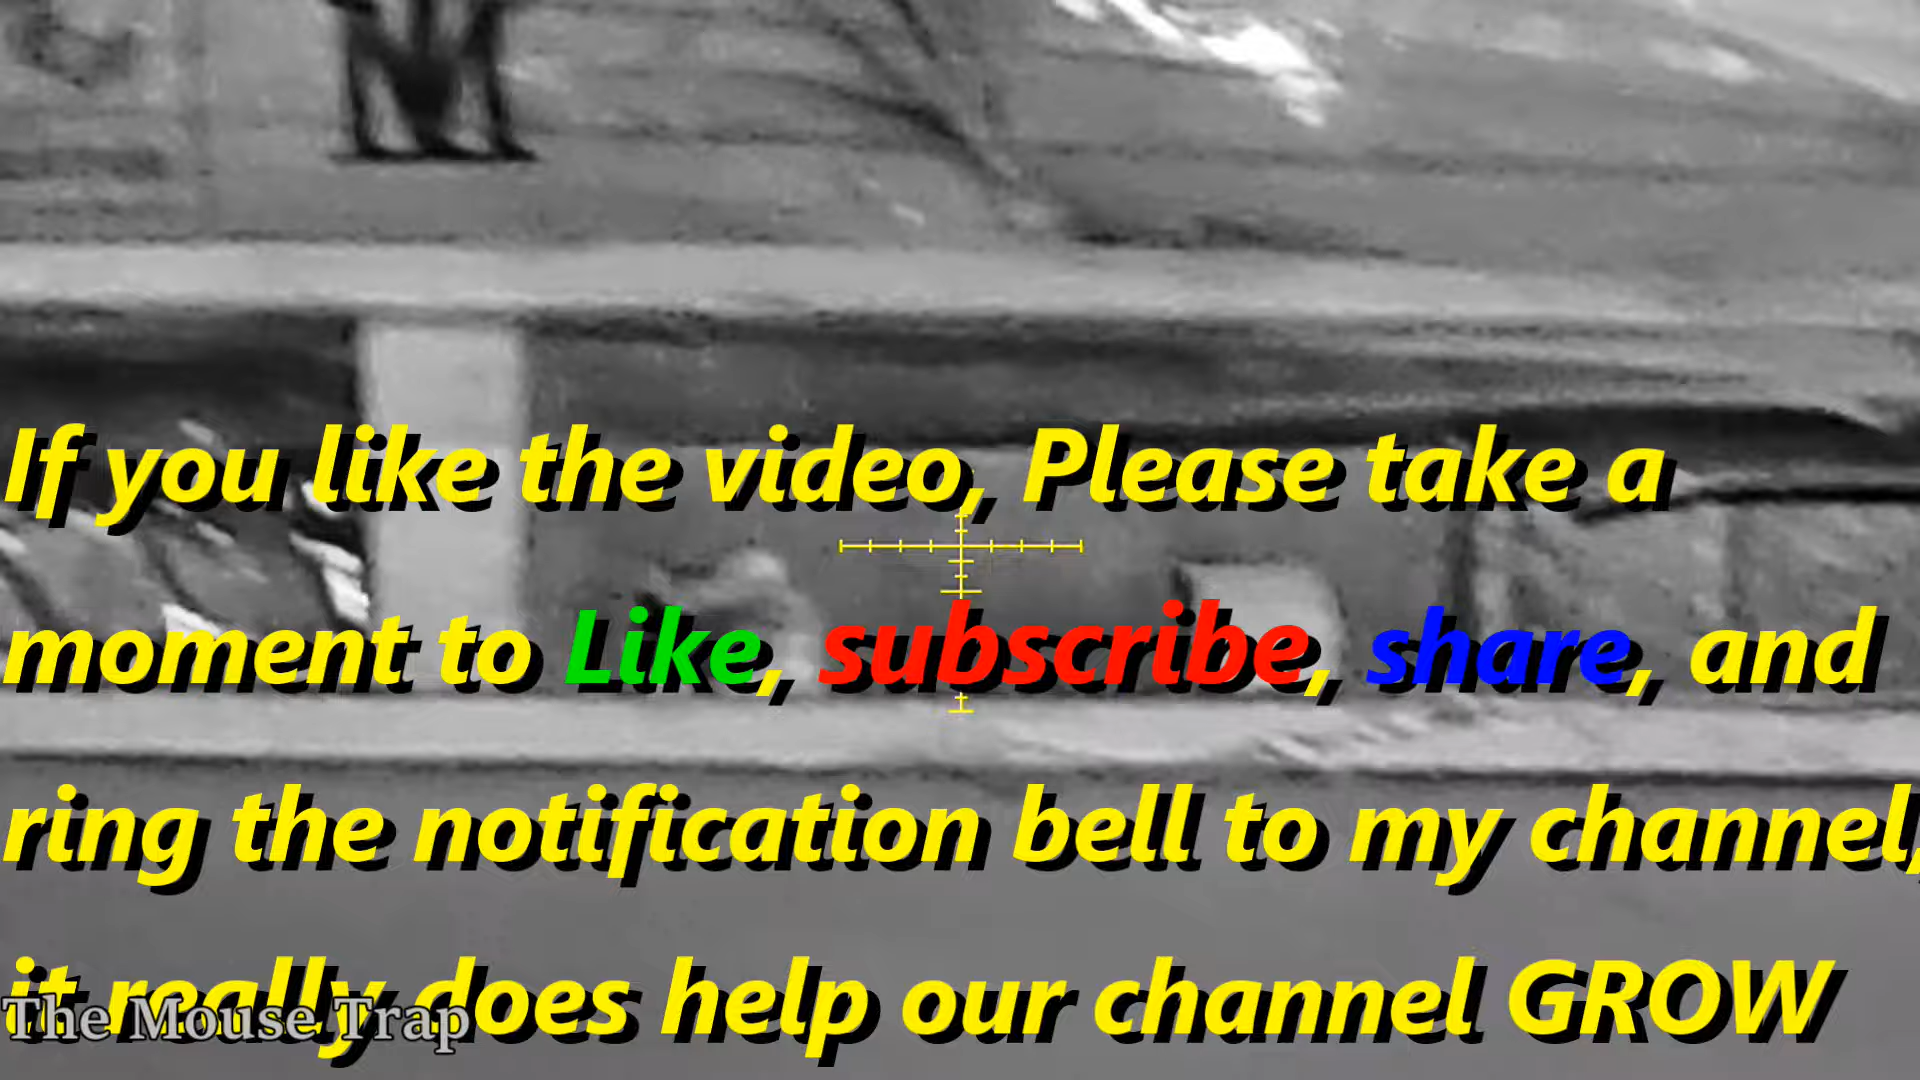 If you like the video, Please take a
moment to Like, subscribe, share, and
ring the notification bell to my channel,
it really does help our channel GROW
The Mouse Trap